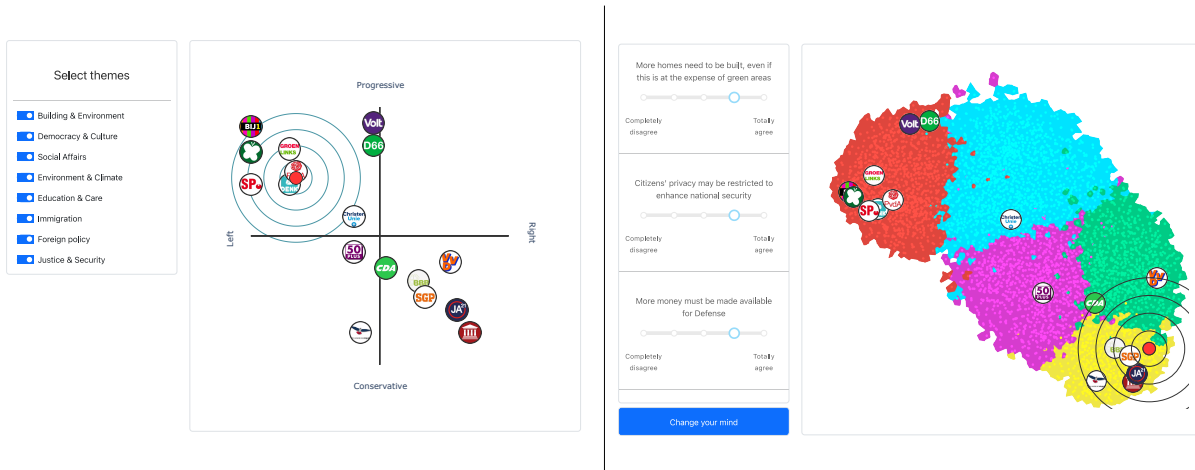 Select themes
Building & Environment
Democracy & Culture
Social Affairs
Environment & Climate
Education & Care
Immigration
Foreign policy
Justice & Security
Progressive
Left
Right
Conservative
BIJ1
Volt
D66
GROEN
LINKS
SP
DENK
Christen
Unie
50
PLUS
CDA
VVD
BBB
SGP
JA21
More homes need to be built, even if
this is at the expense of green areas
Completely
disagree
Totally
agree
Citizens' privacy may be restricted to
enhance national security
Completely
disagree
Totally
agree
More money must be made available
for Defense
Completely
disagree
Totally
agree
Change your mind
Volt
D66
GROEN
LINKS
SP
PvdA
Christen
Unie
50
PLUS
CDA
VVD
SGP
JA21